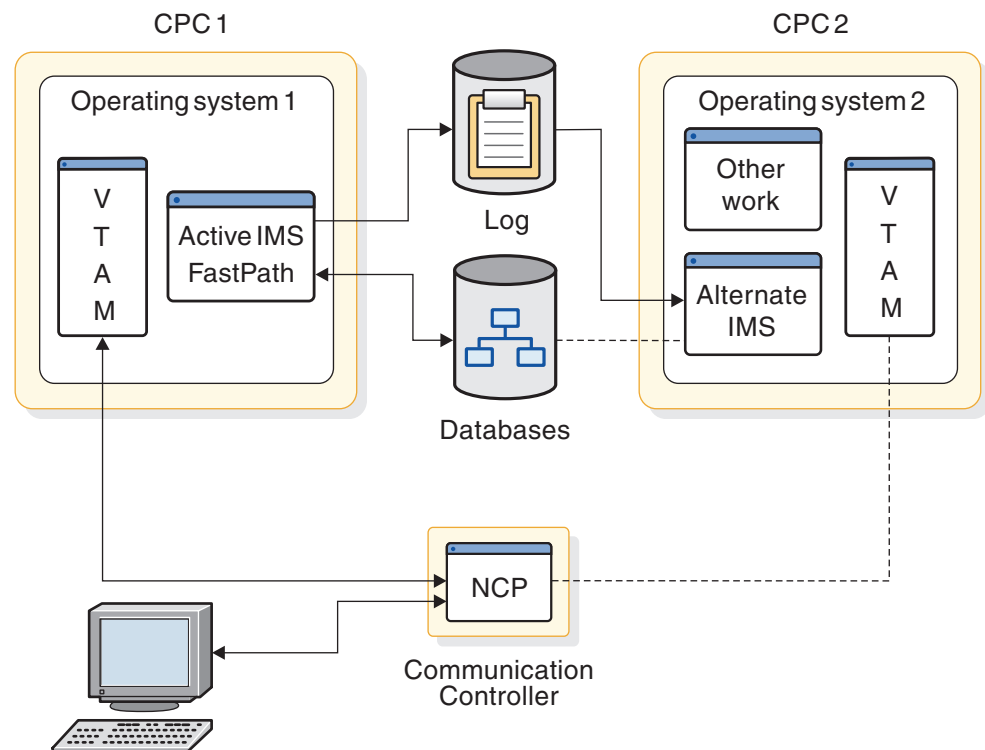 CPC 1
CPC 2
Operating system 1
V
T
A
M
Active IMS
FastPath
Log
Databases
Operating system 2
Other
work
Alternate
IMS
V
T
A
M
NCP
Communication
Controller